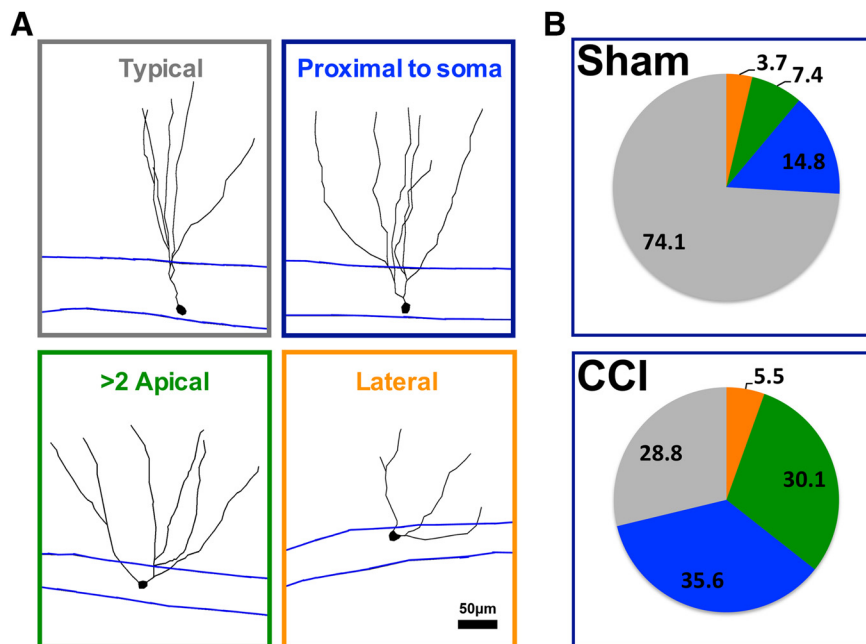 A
Typical
Proximal to soma
>2 Apical
Lateral
50µm
B
Sham
3.7
7.4
14.8
74.1
CCI
5.5
30.1
35.6
28.8